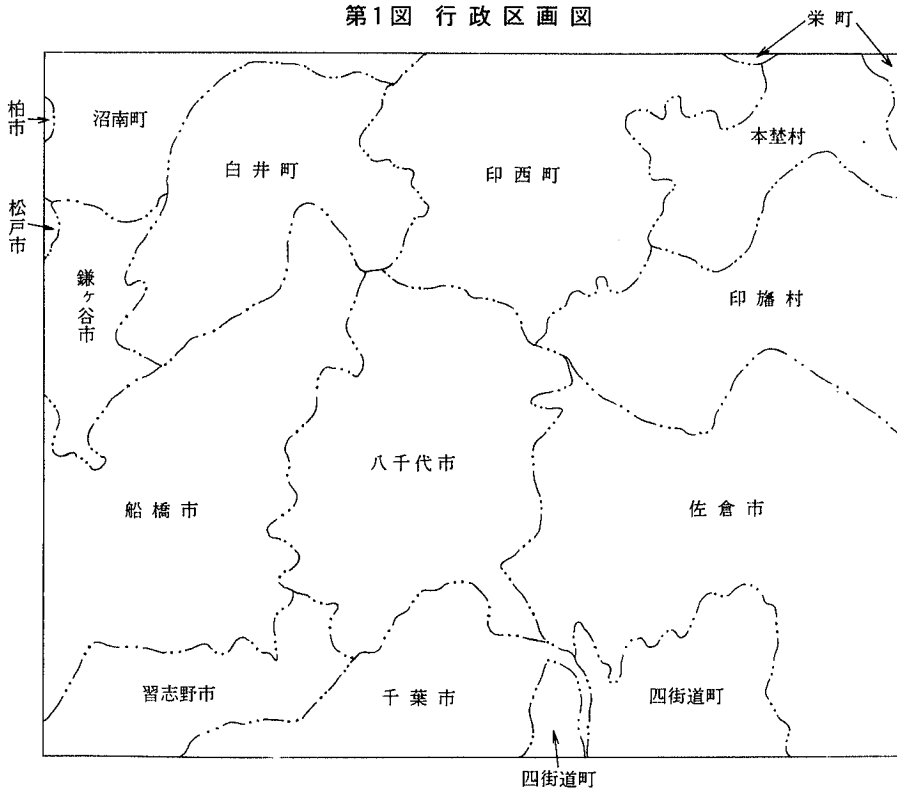 第1図 行政区画図
栄町
柏市
沼南町
本埜村
白井町
印西町
松戸市
鎌ヶ谷市
印旛村
八千代市
船橋市
佐倉市
習志野市
千葉市
四街道町
四街道町